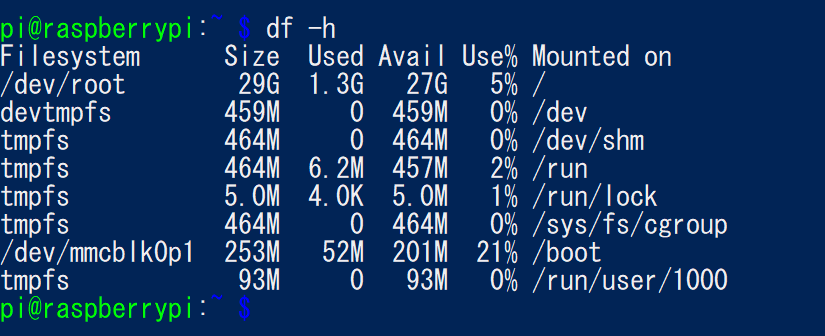 pi@raspberrypi:~ $ df -h
Filesystem      Size  Used Avail Use% Mounted on
/dev/root        29G  1.3G   27G   5% /
devtmpfs        459M     0  459M   0% /dev
tmpfs           464M     0  464M   0% /dev/shm
tmpfs           464M  6.2M  457M   2% /run
tmpfs           5.0M  4.0K  5.0M   1% /run/lock
tmpfs           464M     0  464M   0% /sys/fs/cgroup
/dev/mmcblk0p1  253M   52M  201M  21% /boot
tmpfs            93M     0   93M   0% /run/user/1000
pi@raspberrypi:~ $